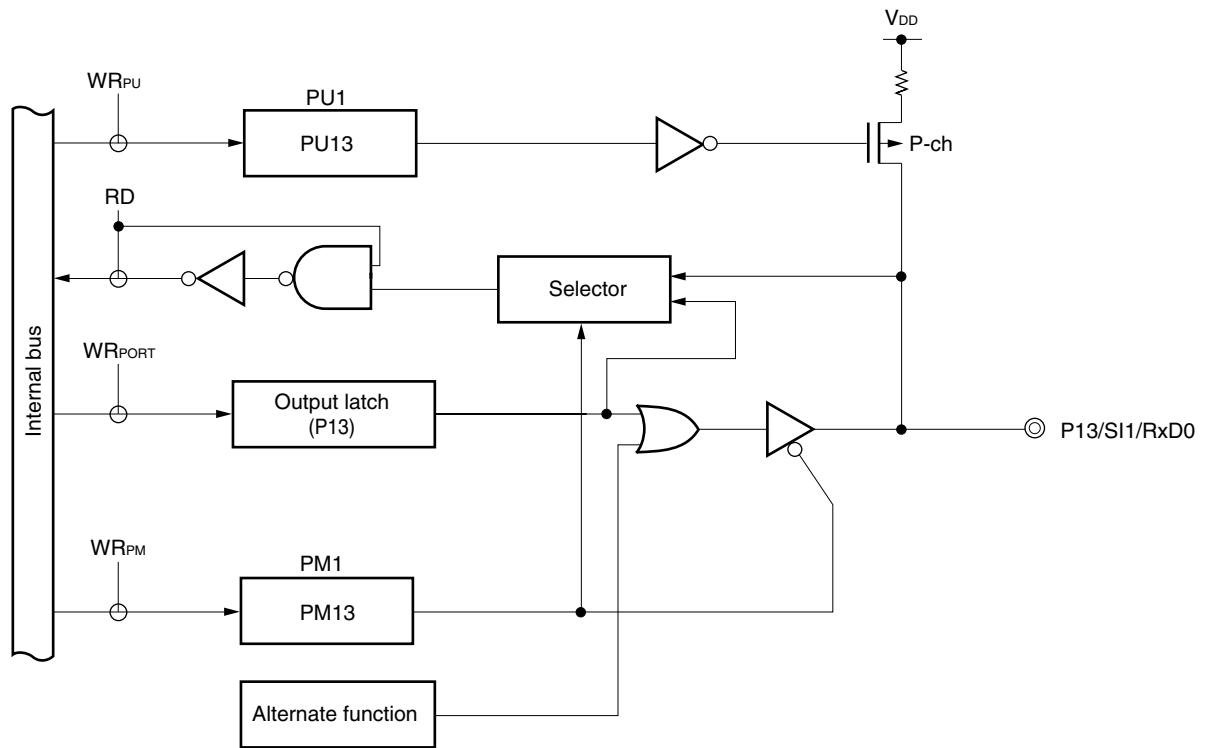 VDD
WRPU
PU1
PU13
P-ch
RD
Selector
Internal bus
WRPORT
Output latch
(P13)
P13/SI1/RxD0
WRPM
PM1
PM13
Alternate function